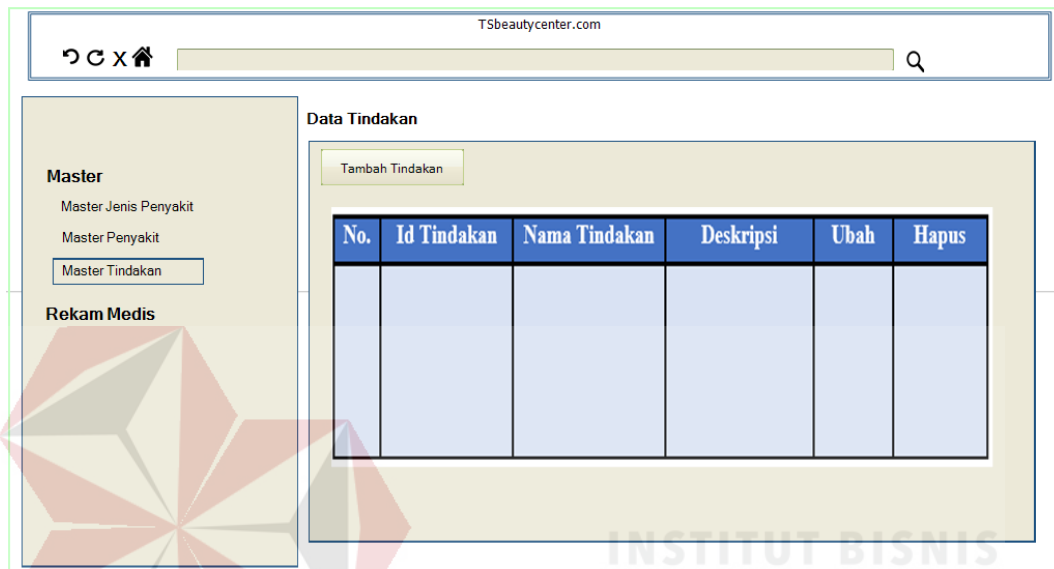 TSbeautycenter.com
X
Data Tindakan
Tambah Tindakan
Master
Master Jenis Penyakit
Master Penyakit
Master Tindakan
Rekam Medis
No. Id Tindakan Nama Tindakan Deskripsi Ubah Hapus
INSTITUT BISNIS